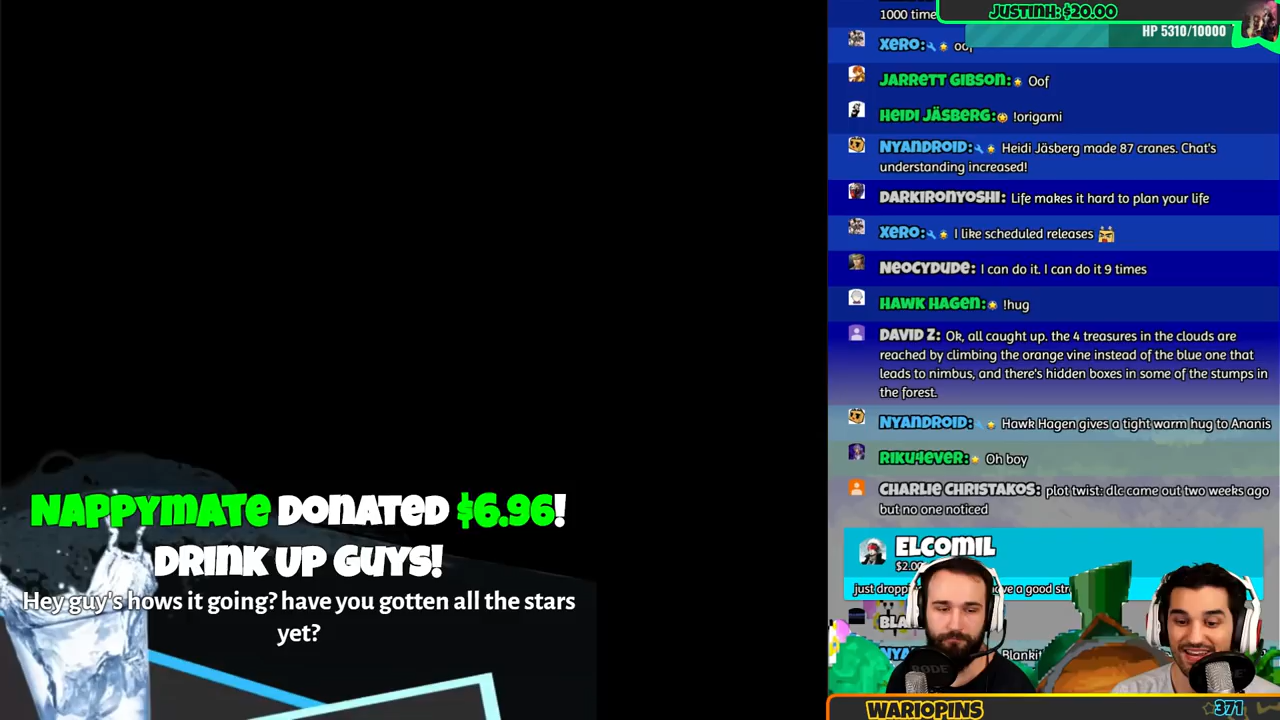 JUSTINH: $20.00
HP 5310/10000
1000 time
XERO: oof
JARRETT GIBSON: Oof
HEIDI JÄSBERG: !origami
NYANDROID: Heidi Jäsberg made 87 cranes. Chat's
understanding increased!
DARKIRONYOSHI: Life makes it hard to plan your life
XERO: I like scheduled releases
NEOCYDUDE: I can do it. I can do it 9 times
HAWK HAGEN: !hug
DAVID Z: Ok, all caught up. the 4 treasures in the clouds are
reached by climbing the orange vine instead of the blue one that
leads to nimbus, and there's hidden boxes in some of the stumps in
the forest.
NYANDROID: Hawk Hagen gives a tight warm hug to Ananis
RIKU4EVER: Oh boy
CHARLIE CHRISTAKOS: plot twist: dlc came out two weeks ago
but no one noticed
ELCOMIL
just dropp
ve a good str
RØDE
WARIOPINS
371
NAPPYMATE DONATED $6.96!
DRINK UP GUYS!
Hey guy's hows it going? have you gotten all the stars
yet?